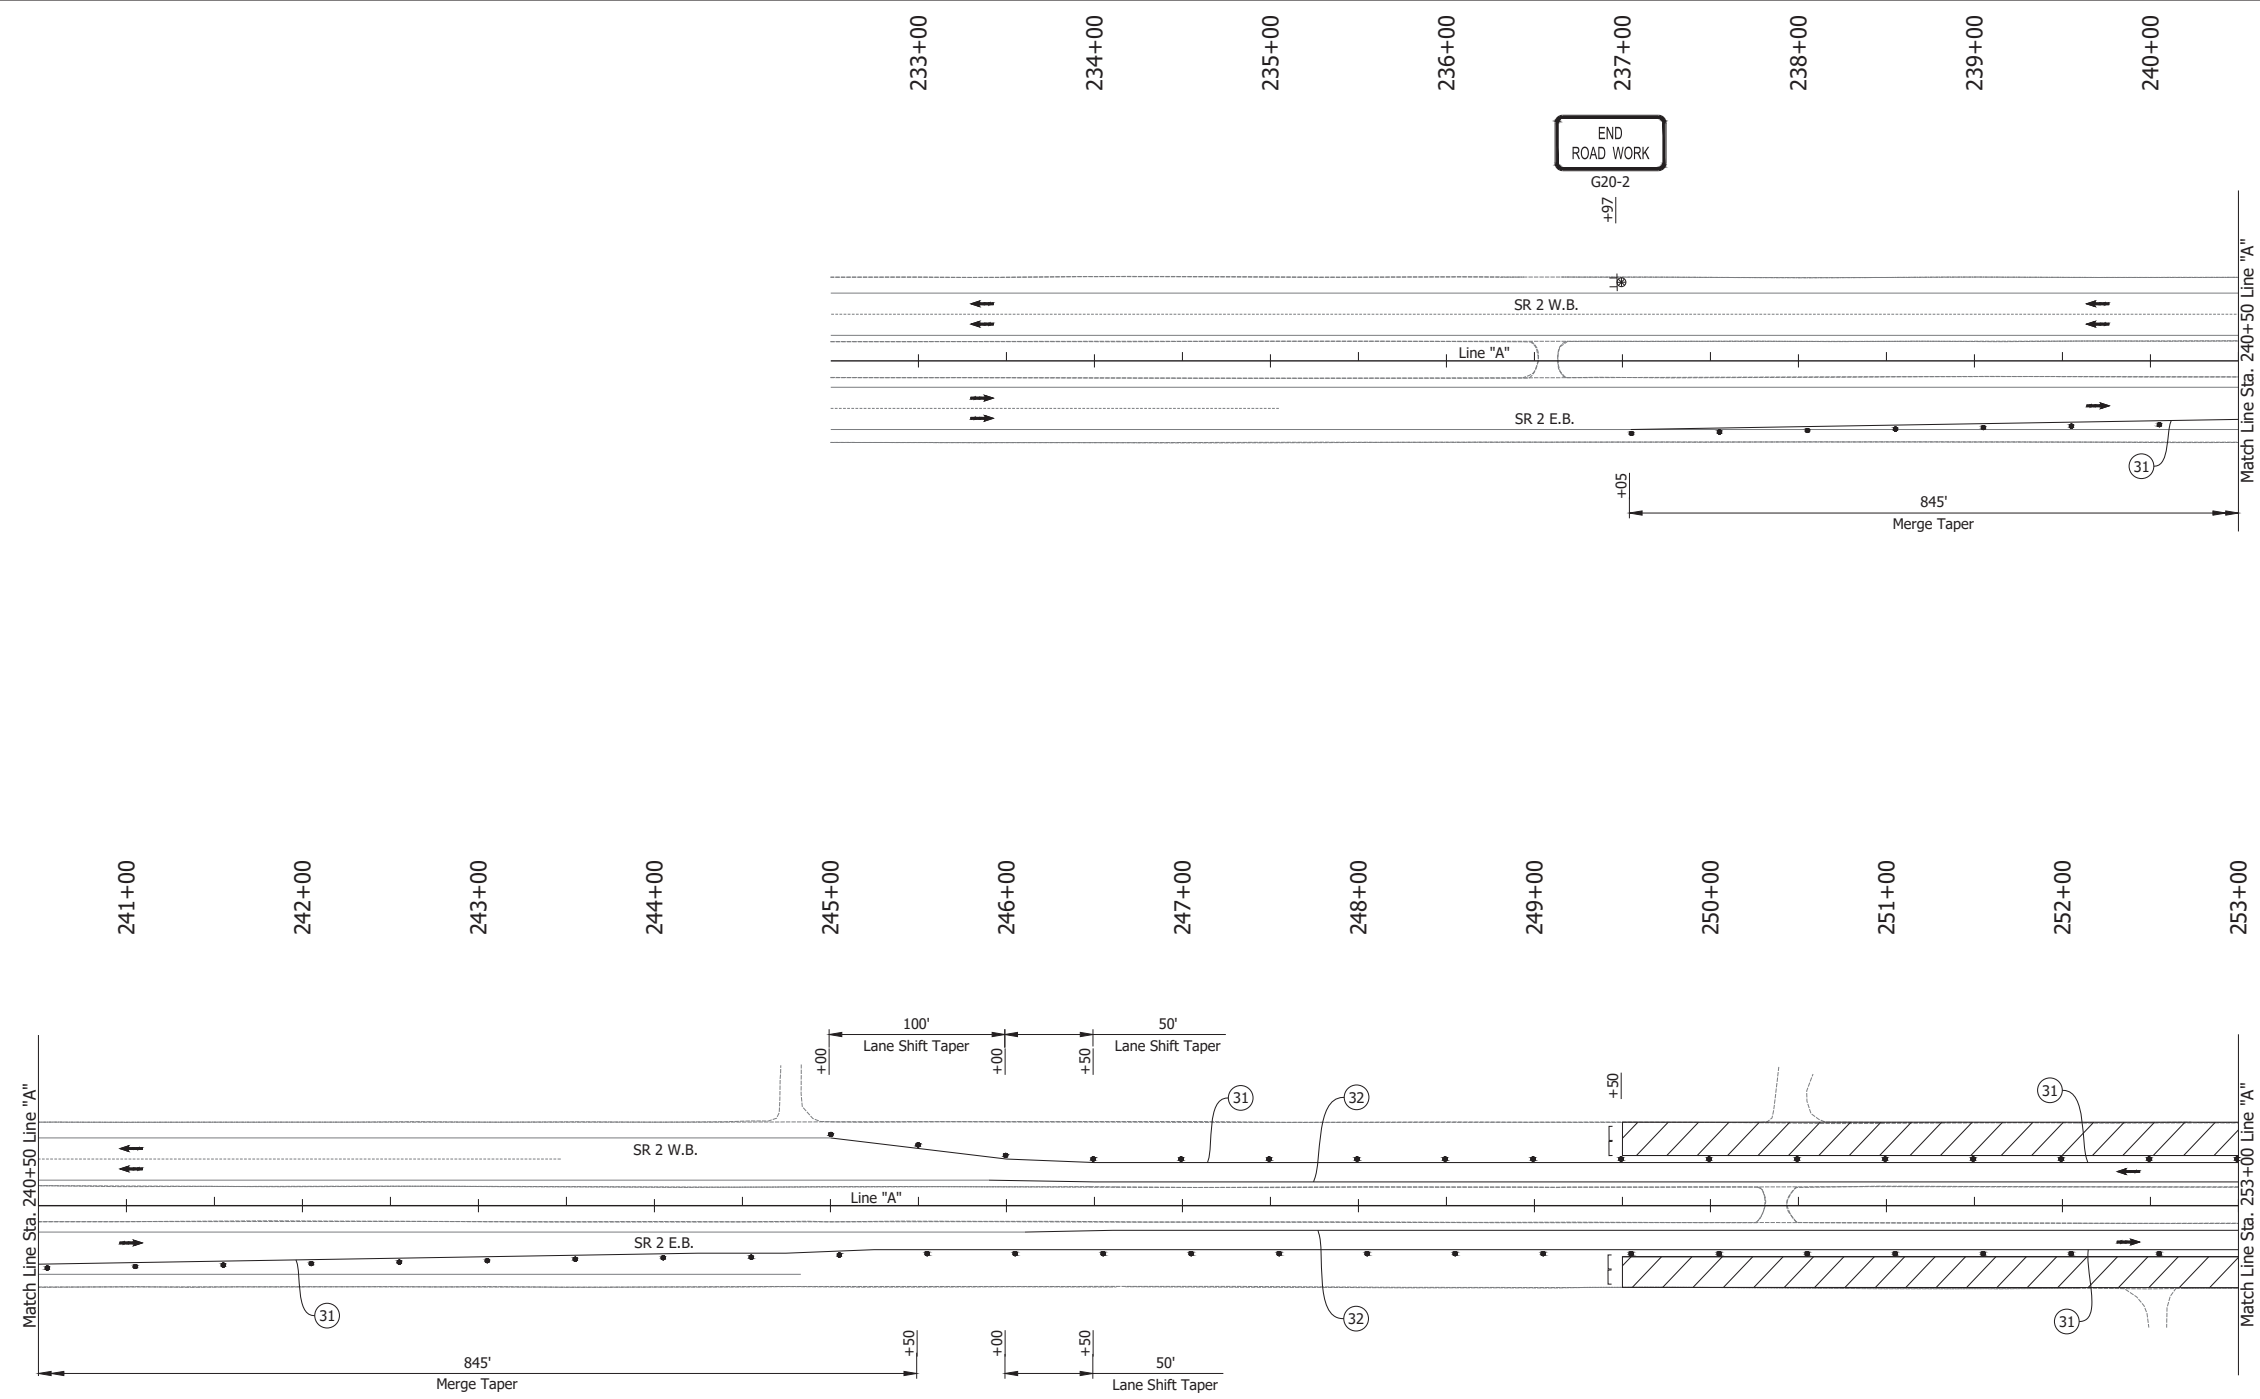 233+00
234+00
235+00
236+00
237+00
238+00
239+00
240+00
END
ROAD WORK
G20-2
+97
SR 2 W.B.
Line "A"
SR 2 E.B.
31
+05
845'
Merge Taper
Match Line Sta. 240+50 Line "A"
241+00
242+00
243+00
244+00
245+00
246+00
247+00
248+00
249+00
250+00
251+00
252+00
253+00
100'
Lane Shift Taper
50'
Lane Shift Taper
+00
+00
+50
+50
31
32
31
SR 2 W.B.
Line "A"
SR 2 E.B.
31
32
31
+50
+00
+50
845'
Merge Taper
50'
Lane Shift Taper
Match Line Sta. 240+50 Line "A"
Match Line Sta. 253+00 Line "A"